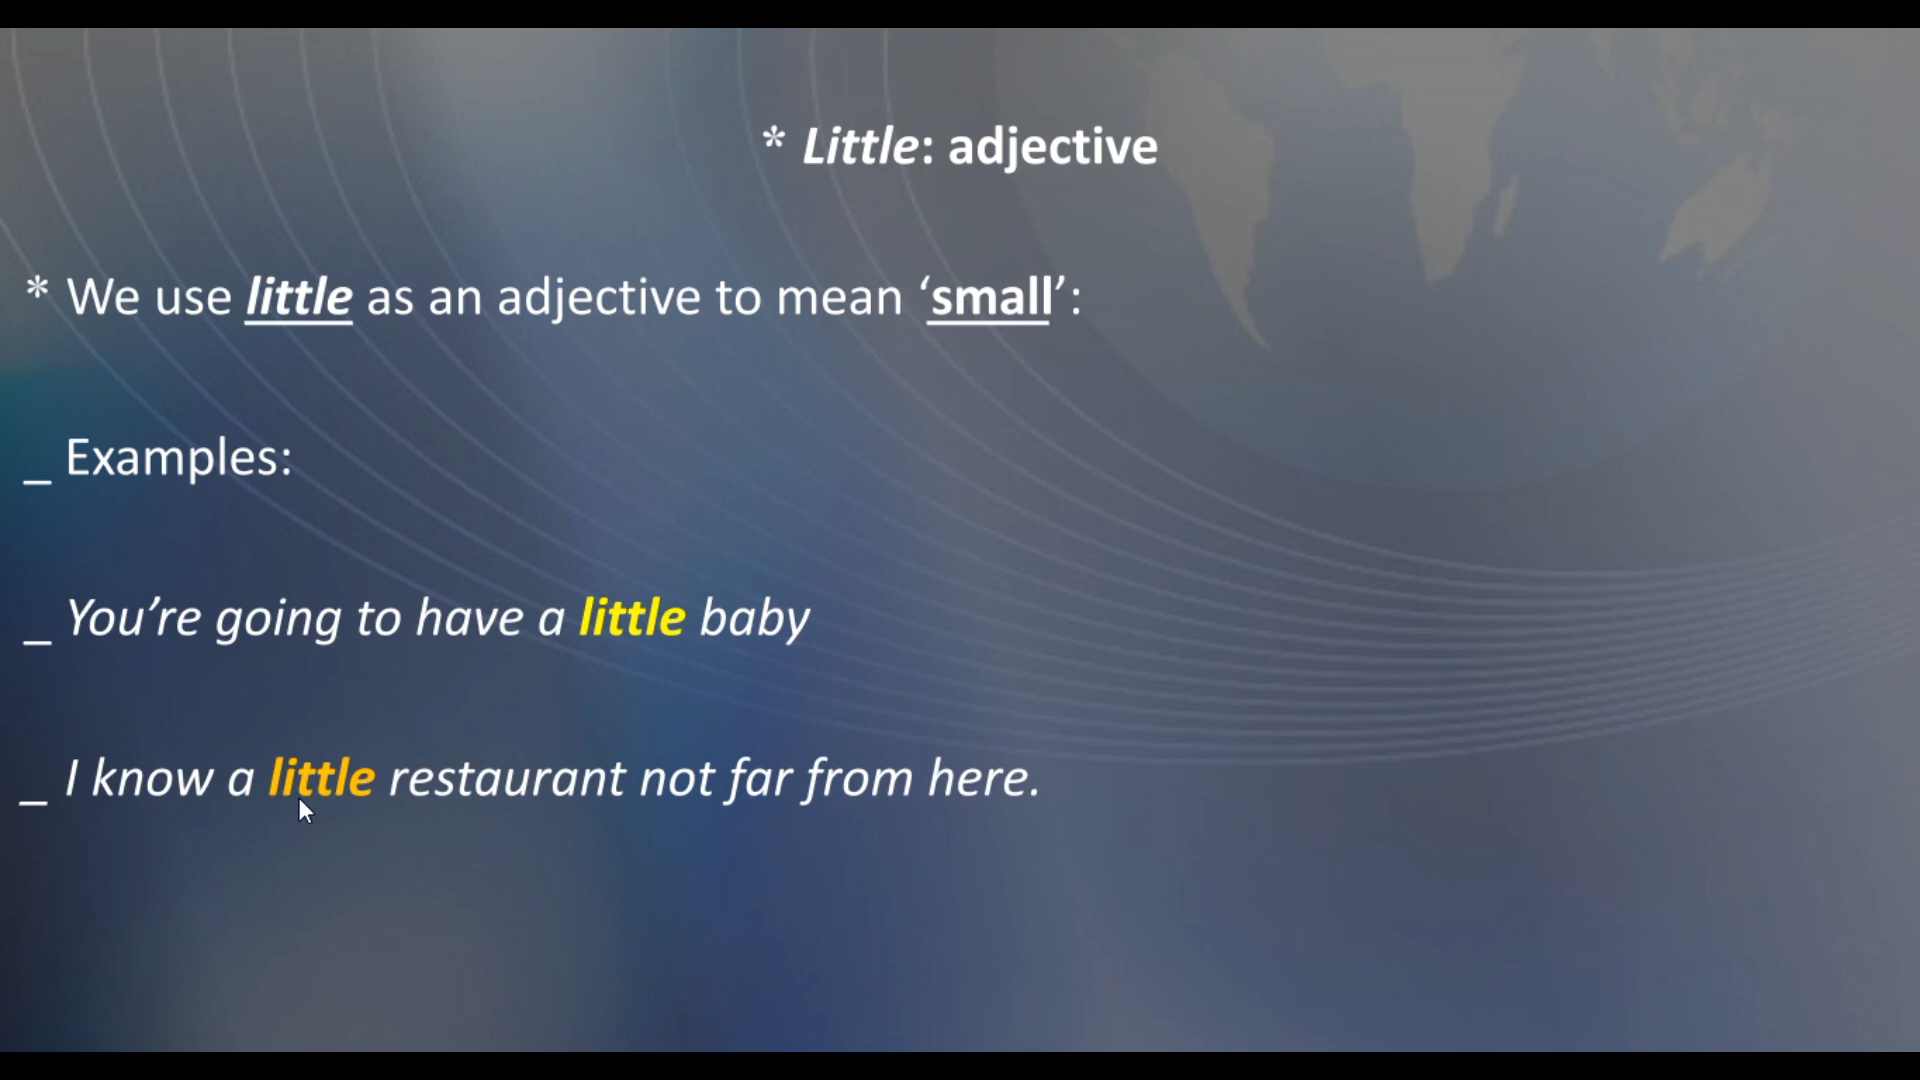 * Little: adjective
* We use little as an adjective to mean ‘small’:
_ Examples:
_ You’re going to have a little baby
_ I know a little restaurant not far from here.